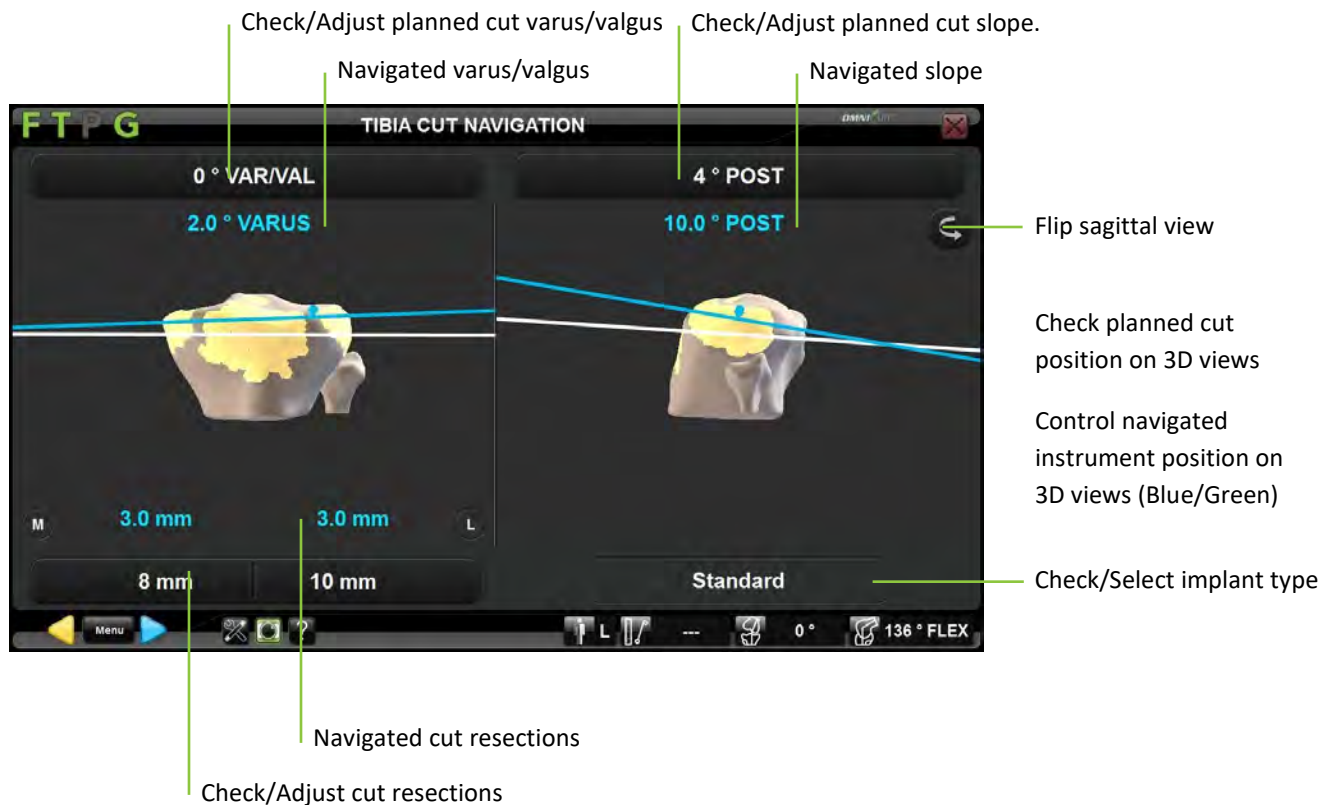 Check/Adjust planned cut varus/valgus
Check/Adjust planned cut slope.
Navigated varus/valgus
Navigated slope
F T P G
TIBIA CUT NAVIGATION
0 ° VAR/VAL
4 ° POST
2.0 ° VARUS
10.0 ° POST
Flip sagittal view
Check planned cut
position on 3D views
Control navigated
instrument position on
3D views (Blue/Green)
M
3.0 mm
3.0 mm
L
8 mm
10 mm
Standard
Check/Select implant type
Menu
?
L
---
0 °
136 ° FLEX
Navigated cut resections
Check/Adjust cut resections